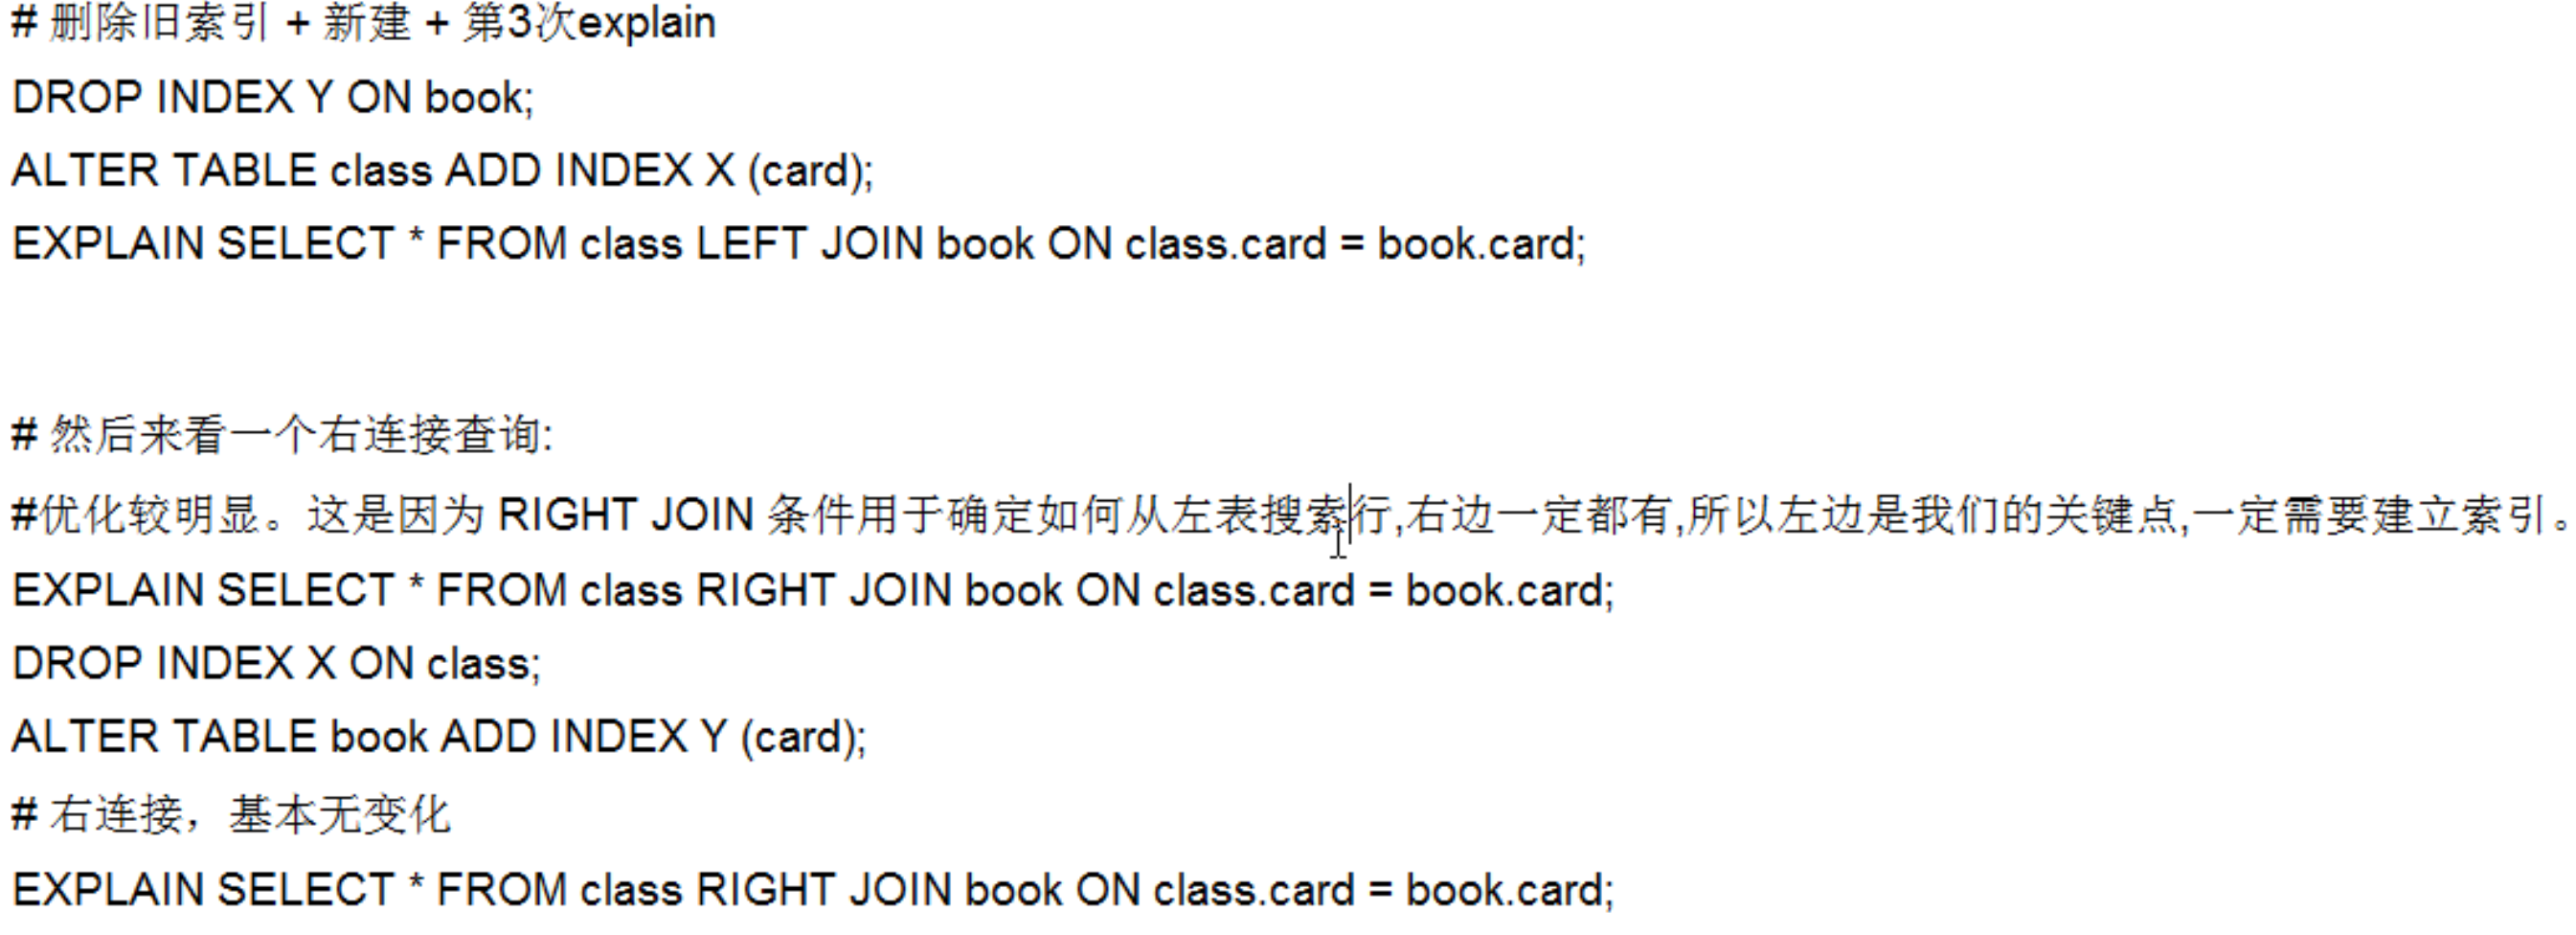 # 删除旧索引 + 新建 + 第3次explain
DROP INDEX Y ON book;
ALTER TABLE class ADD INDEX X (card);
EXPLAIN SELECT * FROM class LEFT JOIN book ON class.card = book.card;
# 然后来看一个右连接查询:
#优化较明显。这是因为 RIGHT JOIN 条件用于确定如何从左表搜索行,右边一定都有,所以左边是我们的关键点,一定需要建立索引。
EXPLAIN SELECT * FROM class RIGHT JOIN book ON class.card = book.card;
DROP INDEX X ON class;
ALTER TABLE book ADD INDEX Y (card);
# 右连接，基本无变化
EXPLAIN SELECT * FROM class RIGHT JOIN book ON class.card = book.card;